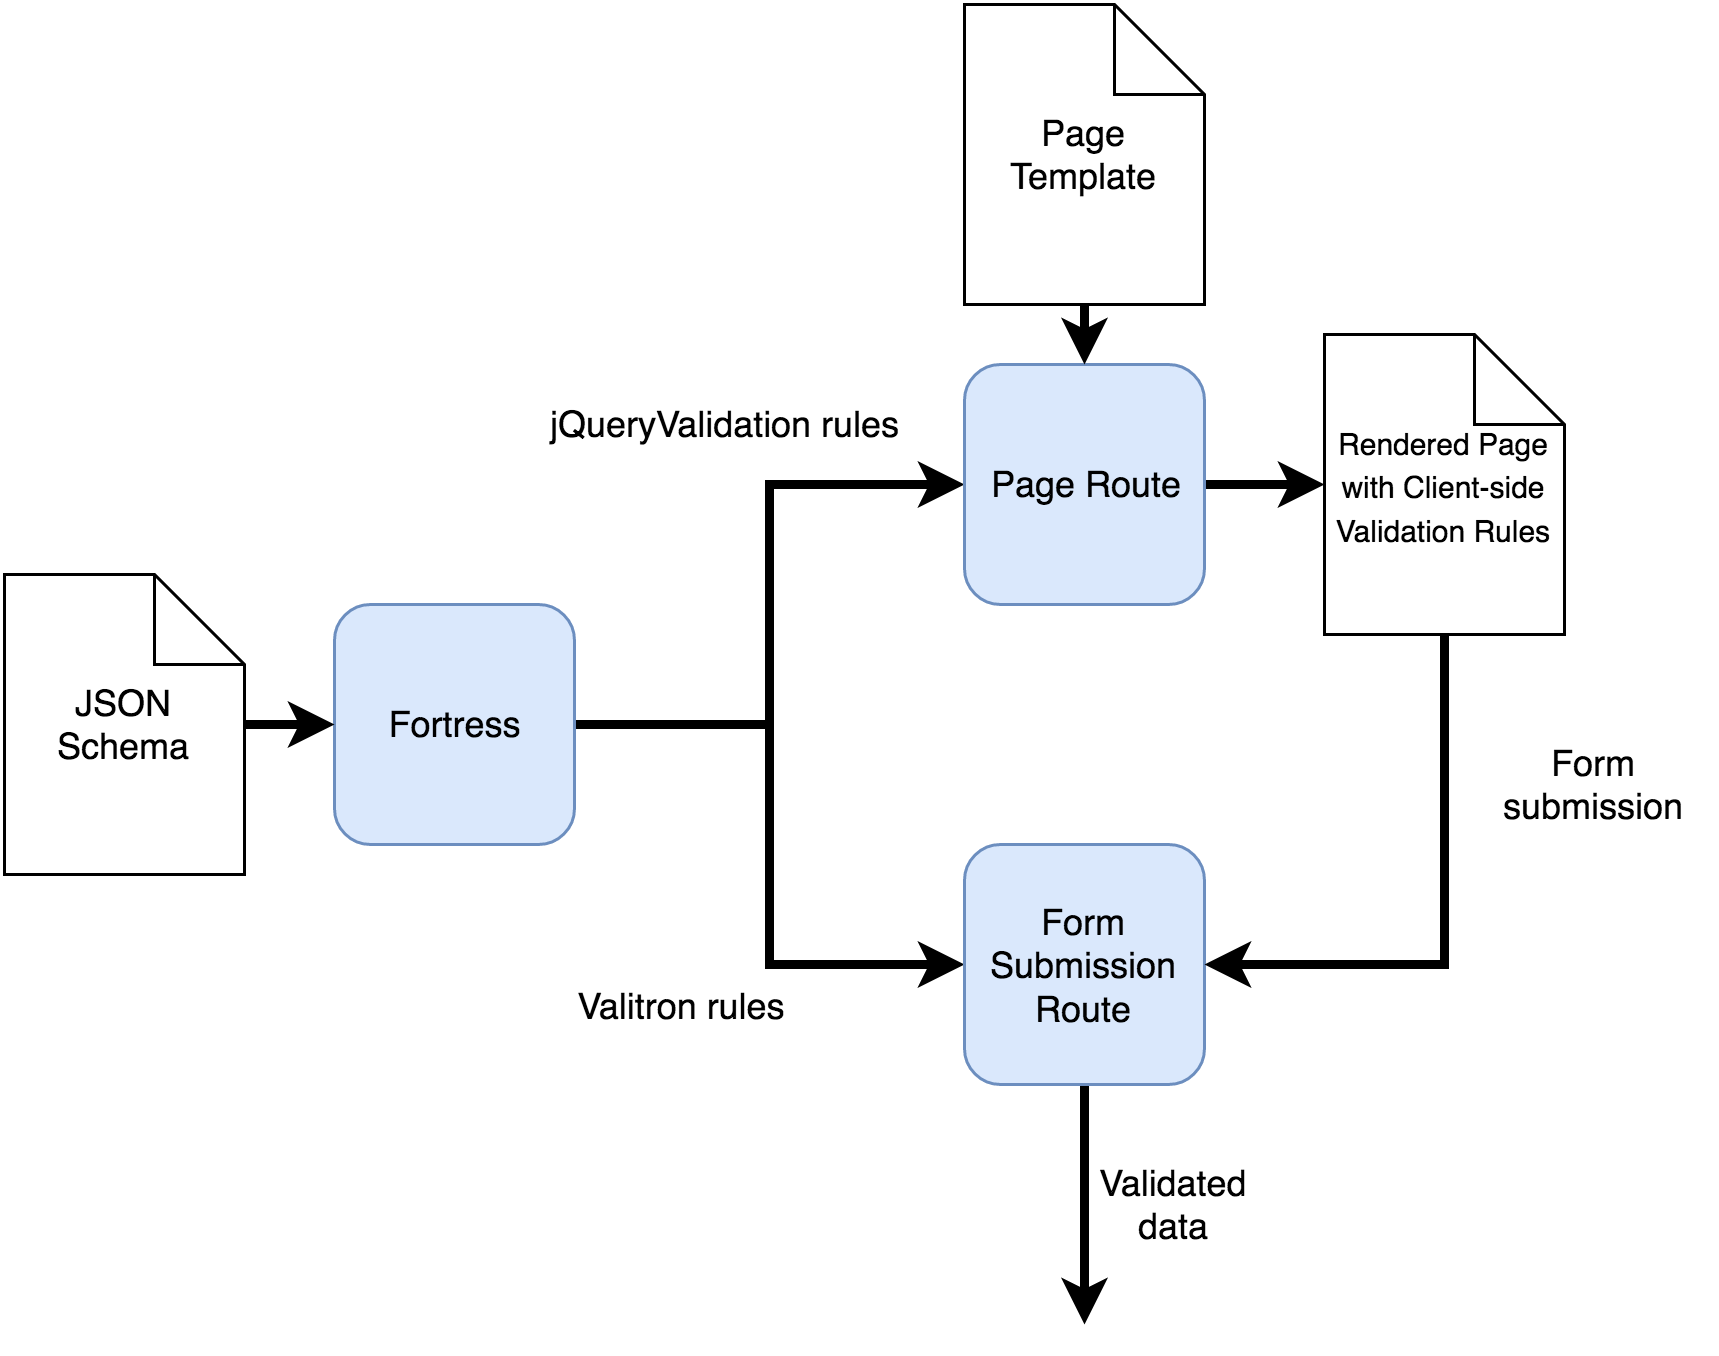 Page
Template
jQueryValidation rules
Page Route
Rendered Page
with Client-side
Validation Rules
JSON
Schema
Fortress
Form
submission
Form
Submission
Route
Valitron rules
Validated
data